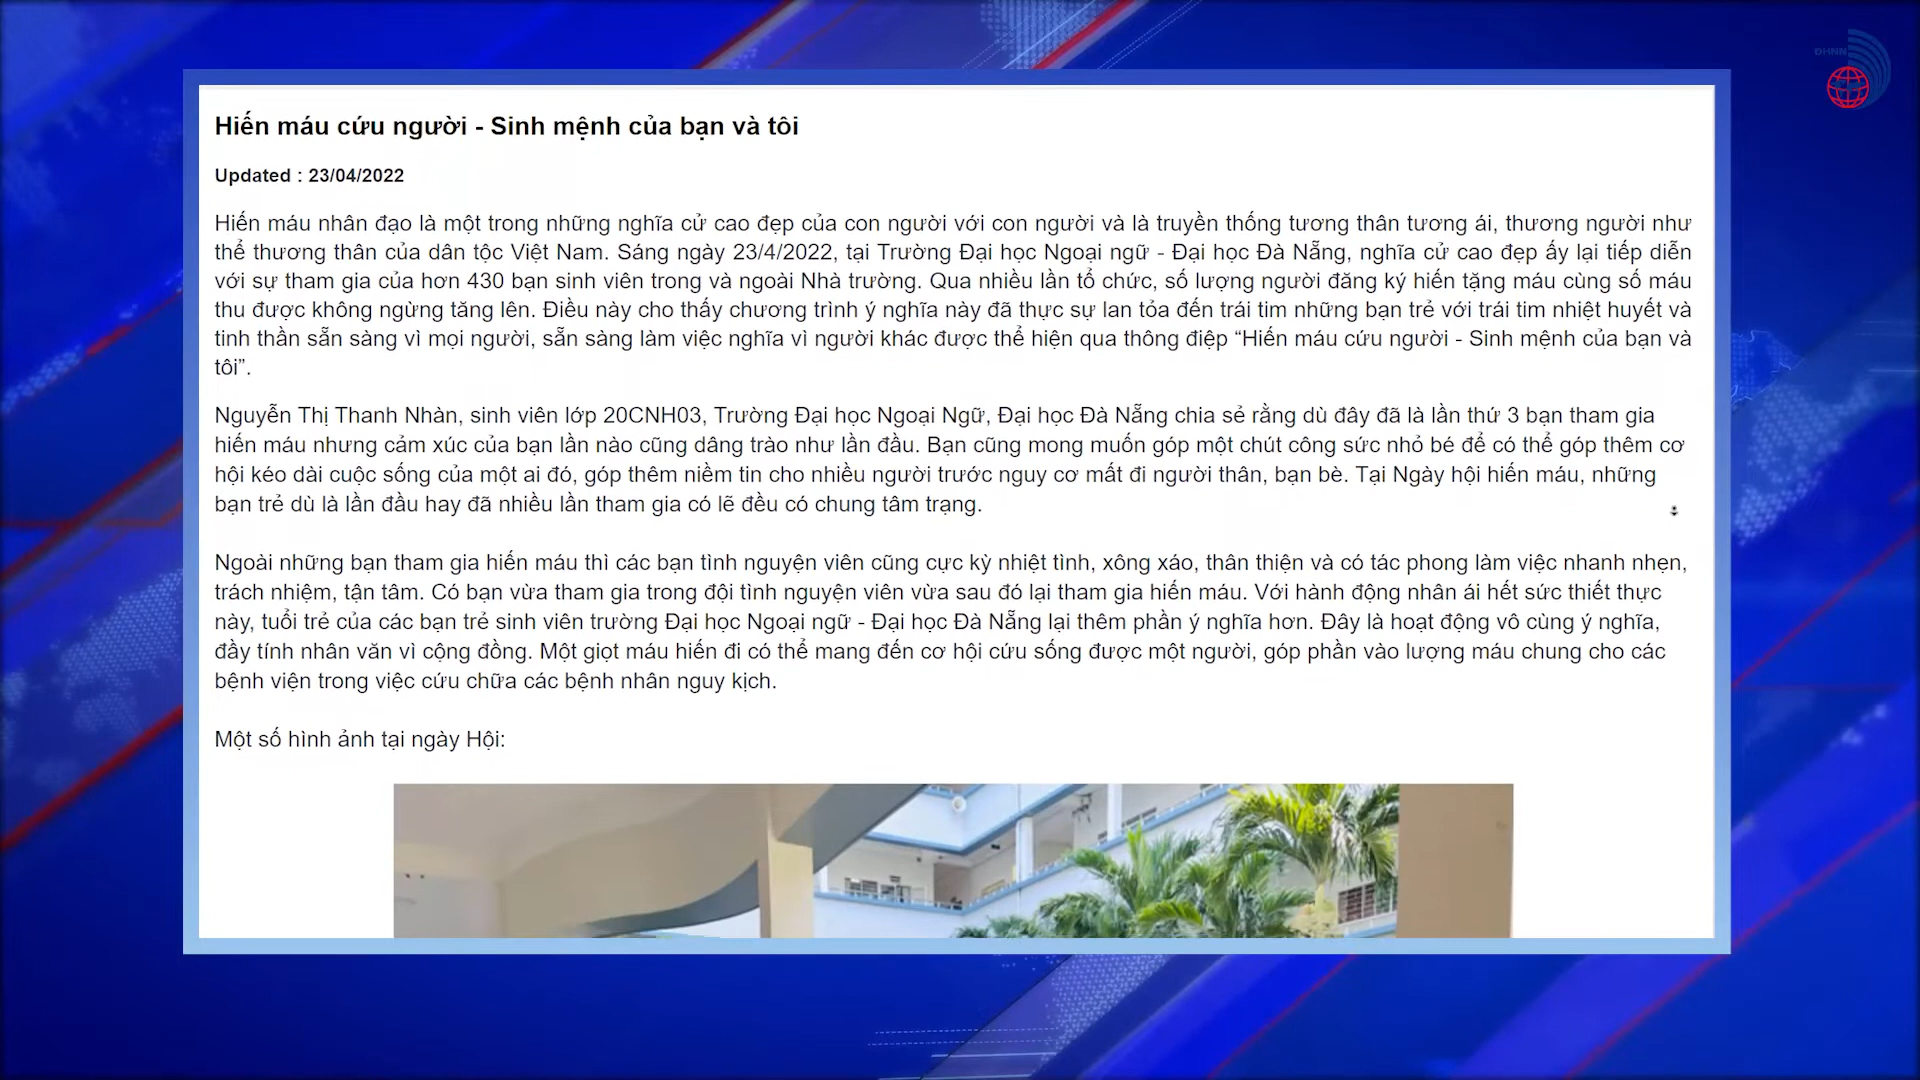 ĐHNN
Hiến máu cứu người - Sinh mệnh của bạn và tôi
Updated : 23/04/2022
Hiến máu nhân đạo là một trong những nghĩa cử cao đẹp của con người với con người và là truyền thống tương thân tương ái, thương người như
thể thương thân của dân tộc Việt Nam. Sáng ngày 23/4/2022, tại Trường Đại học Ngoại ngữ - Đại học Đà Nẵng, nghĩa cử cao đẹp ấy lại tiếp diễn
với sự tham gia của hơn 430 bạn sinh viên trong và ngoài Nhà trường. Qua nhiều lần tổ chức, số lượng người đăng ký hiến tặng máu cùng số máu
thu được không ngừng tăng lên. Điều này cho thấy chương trình ý nghĩa này đã thực sự lan tỏa đến trái tim những bạn trẻ với trái tim nhiệt huyết và
tinh thần sẵn sàng vì mọi người, sẵn sàng làm việc nghĩa vì người khác được thể hiện qua thông điệp “Hiến máu cứu người - Sinh mệnh của bạn và
tôi”.
Nguyễn Thị Thanh Nhàn, sinh viên lớp 20CNH03, Trường Đại học Ngoại Ngữ, Đại học Đà Nẵng chia sẻ rằng dù đây đã là lần thứ 3 bạn tham gia
hiến máu nhưng cảm xúc của bạn lần nào cũng dâng trào như lần đầu. Bạn cũng mong muốn góp một chút công sức nhỏ bé để có thể góp thêm cơ
hội kéo dài cuộc sống của một ai đó, góp thêm niềm tin cho nhiều người trước nguy cơ mất đi người thân, bạn bè. Tại Ngày hội hiến máu, những
bạn trẻ dù là lần đầu hay đã nhiều lần tham gia có lẽ đều có chung tâm trạng.
Ngoài những bạn tham gia hiến máu thì các bạn tình nguyện viên cũng cực kỳ nhiệt tình, xông xáo, thân thiện và có tác phong làm việc nhanh nhẹn,
trách nhiệm, tận tâm. Có bạn vừa tham gia trong đội tình nguyện viên vừa sau đó lại tham gia hiến máu. Với hành động nhân ái hết sức thiết thực
này, tuổi trẻ của các bạn trẻ sinh viên trường Đại học Ngoại ngữ - Đại học Đà Nẵng lại thêm phần ý nghĩa hơn. Đây là hoạt động vô cùng ý nghĩa,
đầy tính nhân văn vì cộng đồng. Một giọt máu hiến đi có thể mang đến cơ hội cứu sống được một người, góp phần vào lượng máu chung cho các
bệnh viện trong việc cứu chữa các bệnh nhân nguy kịch.
Một số hình ảnh tại ngày Hội: